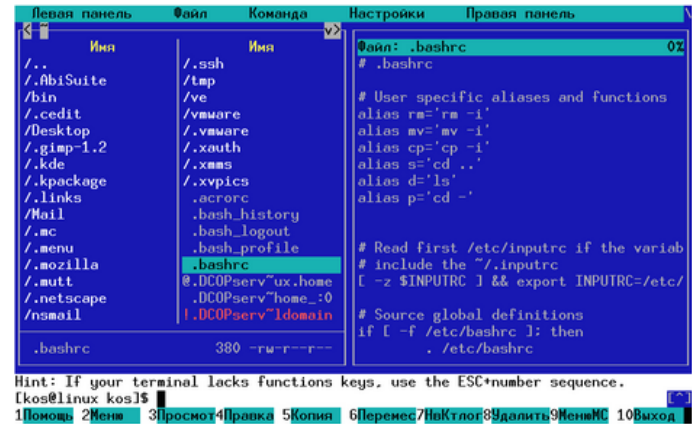 Левая панель Файл Команда Настройки Правая панель
Имя Имя
/..
/.AbiSuite
/bin
/.cedit
/Desktop
/.gimp-1.2
/.kde
/.kpackage
/.links
/Mail
/.mc
/.menu
/.mozilla
/.mutt
/.netscape
/nsmail
/.ssh
/tmp
/ve
/vmware
/.vmware
/.xauth
/.xmms
/.xvpics
.acrorc
.bash_history
.bash_logout
.bash_profile
.bashrc
@.DCOPserv~ux.home
.DCOPserv~home_:0
!.DCOPserv~ldomain
.bashrc 380 -rw-r--r--
Файл: .bashrc 0%
# .bashrc
# User specific aliases and functions
alias rm='rm -i'
alias mv='mv -i'
alias cp='cp -i'
alias s='cd ..'
alias d='ls'
alias p='cd -'
# Read first /etc/inputrc if the variab
# include the ~/.inputrc
[ -z $INPUTRC ] && export INPUTRC=/etc/
# Source global definitions
if [ -f /etc/bashrc ]; then
. /etc/bashrc
Hint: If your terminal lacks functions keys, use the ESC+number sequence.
[kos@linux kos]$ [^]
1Помощь 2Меню 3Просмот 4Правка 5Копия 6Перемес 7НвКтлог 8Удалить 9МенюMC 10Выход